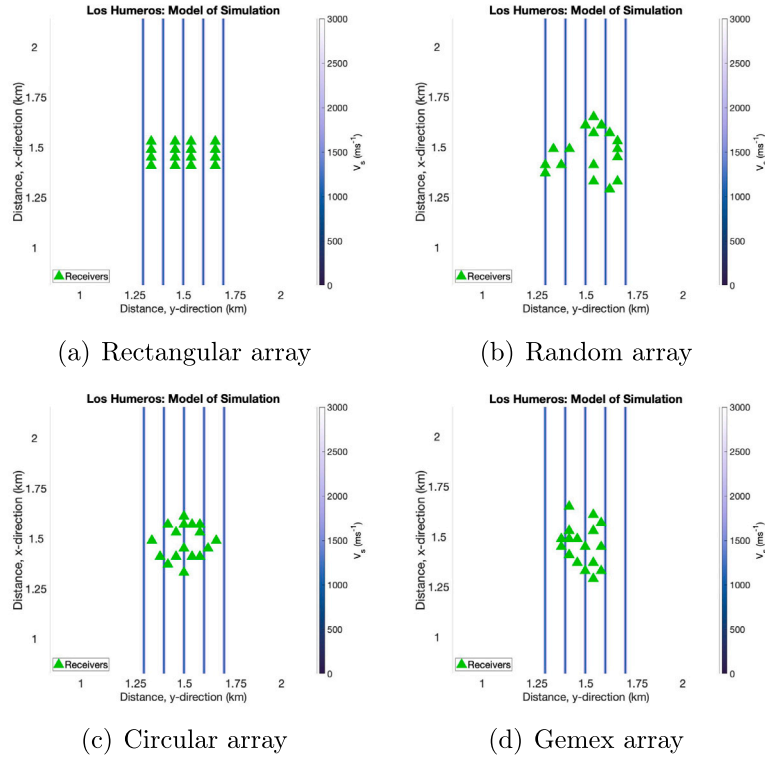 Los Humeros: Model of Simulation
Distance, x-direction (km)
2
1.75
1.5
1.25
1
Receivers
1
1.25
1.5
1.75
2
Distance, y-direction (km)
3000
2500
2000
1500
1000
500
0
V_s (ms^-1)
(a) Rectangular array
Los Humeros: Model of Simulation
Distance, x-direction (km)
2
1.75
1.5
1.25
1
Receivers
1
1.25
1.5
1.75
2
Distance, y-direction (km)
3000
2500
2000
1500
1000
500
0
(ms^-1)
(b) Random array
Los Humeros: Model of Simulation
Distance, x-direction (km)
2
1.75
1.5
1.25
1
Receivers
1
1.25
1.5
1.75
2
Distance, y-direction (km)
3000
2500
2000
1500
1000
500
0
V_s (ms^-1)
(c) Circular array
Los Humeros: Model of Simulation
Distance, x-direction (km)
2
1.75
1.5
1.25
1
Receivers
1
1.25
1.5
1.75
2
Distance, y-direction (km)
3000
2500
2000
1500
1000
500
0
(ms^-1)
(d) Gemex array